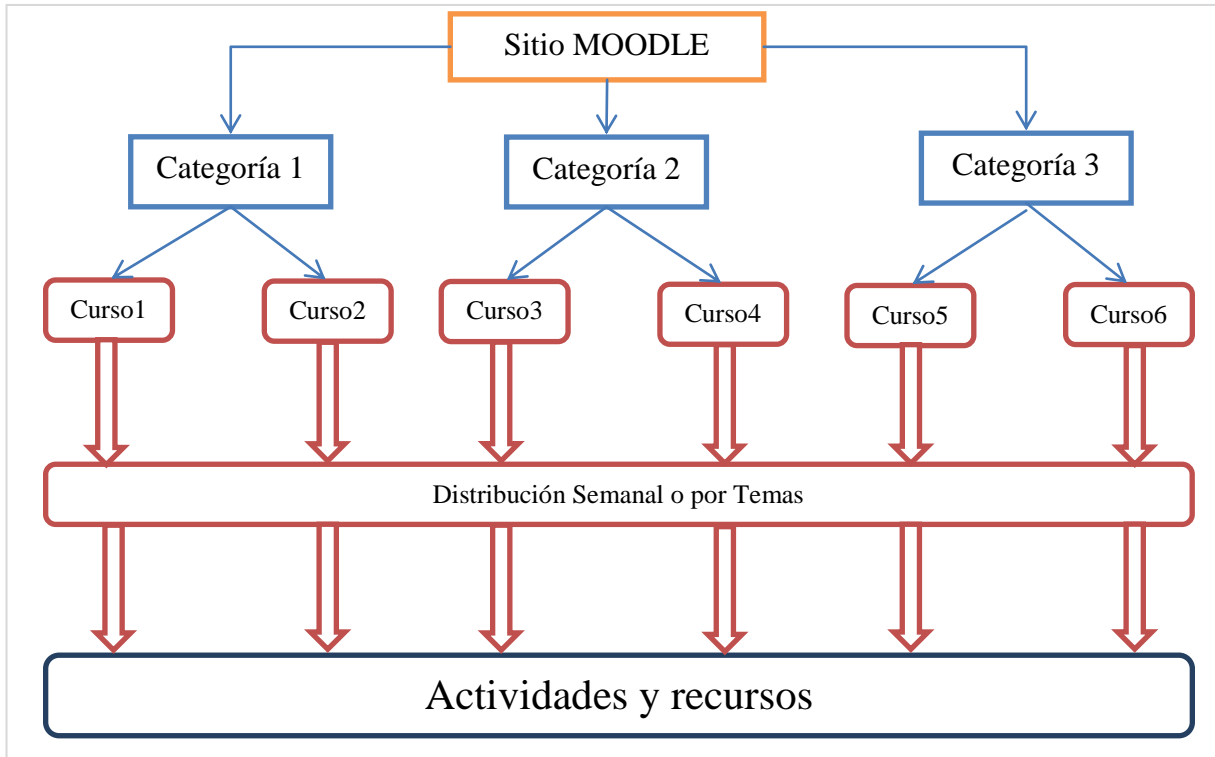 Sitio MOODLE
Categoría 1
Categoría 2
Categoría 3
Curso1
Curso2
Curso3
Curso4
Curso5
Curso6
Distribución Semanal o por Temas
Actividades y recursos